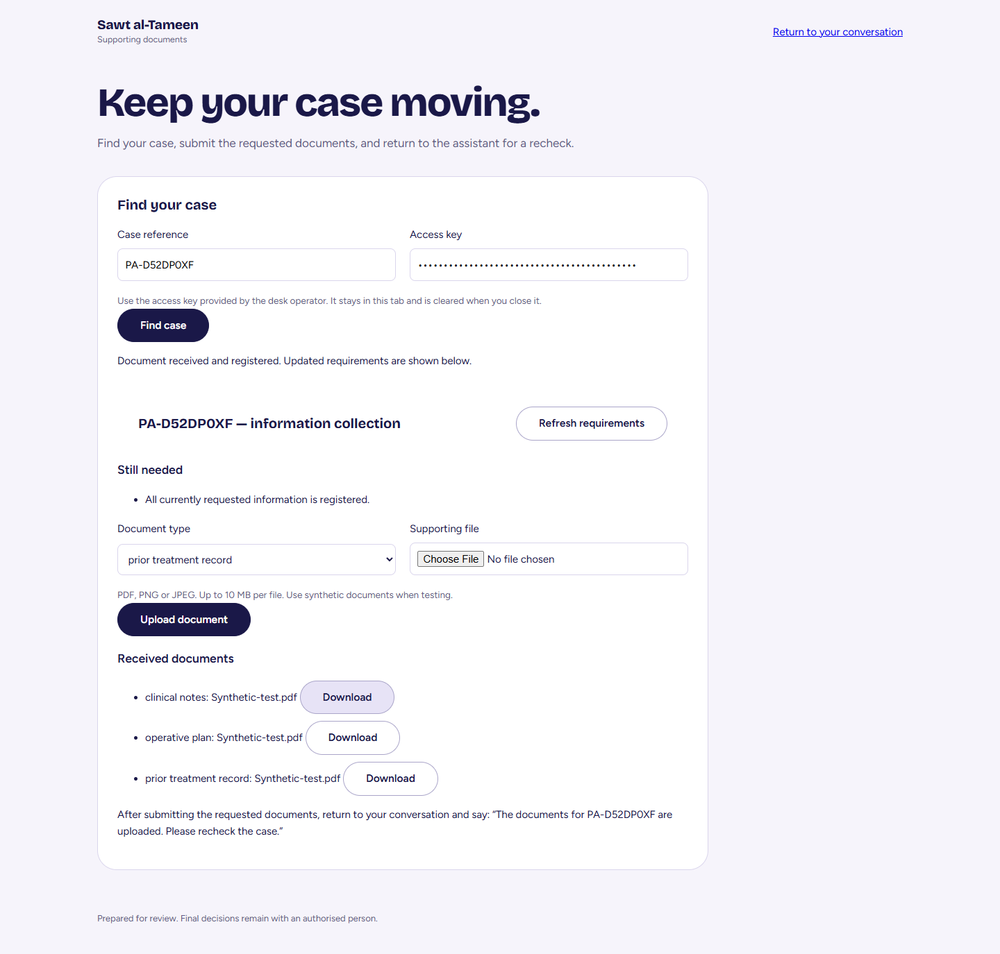 Sawt al-Tameen
Supporting documents
Return to your conversation
Keep your case moving.
Find your case, submit the requested documents, and return to the assistant for a recheck.
Find your case
Case reference
Access key
PA-D52DP0XF
Use the access key provided by the desk operator. It stays in this tab and is cleared when you close it.
Find case
Document received and registered. Updated requirements are shown below.
PA-D52DP0XF — information collection
Refresh requirements
Still needed
• All currently requested information is registered.
Document type
Supporting file
prior treatment record
Choose File No file chosen
PDF, PNG or JPEG. Up to 10 MB per file. Use synthetic documents when testing.
Upload document
Received documents
• clinical notes: Synthetic-test.pdf Download
• operative plan: Synthetic-test.pdf Download
• prior treatment record: Synthetic-test.pdf Download
After submitting the requested documents, return to your conversation and say: “The documents for PA-D52DP0XF are
uploaded. Please recheck the case.”
Prepared for review. Final decisions remain with an authorised person.